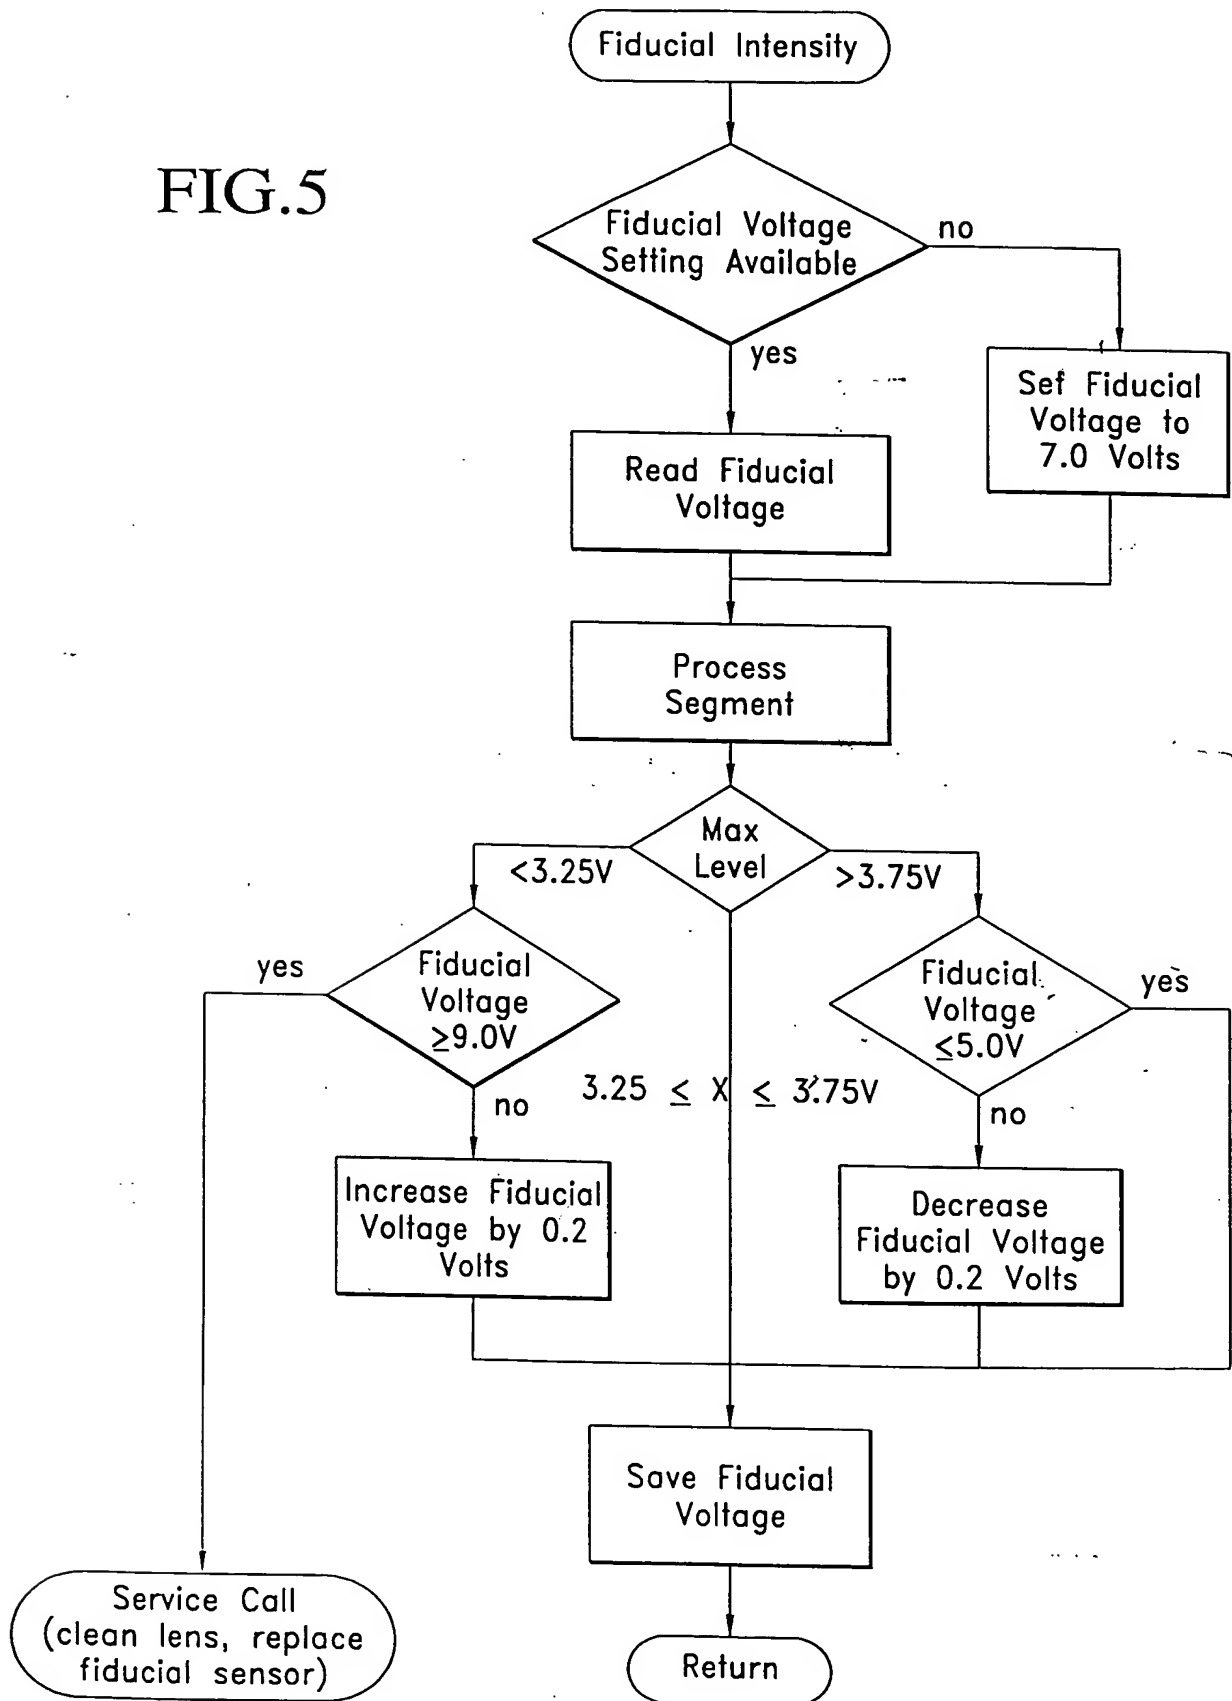 Fiducial Intensity
FIG.5
Fiducial Voltage
Setting Available
no
yes
Sef Fiducial
Voltage to
7.0 Volts
Read Fiducial
Voltage
Process
Segment
Max
Level
<3.25V
>3.75V
yes
Fiducial
Voltage
≥9.0V
Fiducial
Voltage
≤5.0V
yes
3.25 ≤ X ≤ 3.75V
no
no
Increase Fiducial
Voltage by 0.2
Volts
Decrease
Fiducial Voltage
by 0.2 Volts
Save Fiducial
Voltage
Service Call
(clean lens, replace
fiducial sensor)
Return